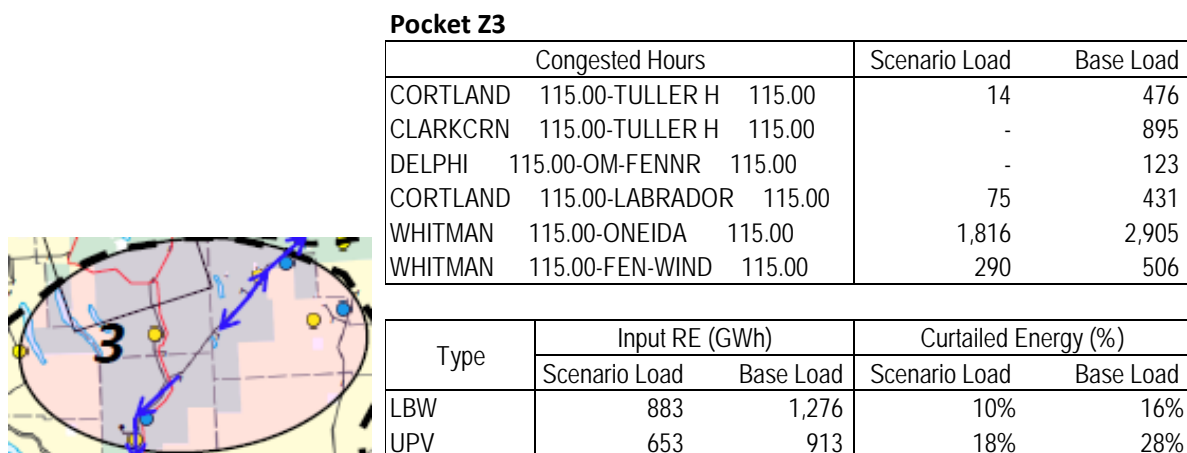 Pocket Z3
Congested Hours Scenario Load Base Load
CORTLAND 115.00-TULLER H 115.00 14 476
CLARKCRN 115.00-TULLER H 115.00 - 895
DELPHI 115.00-OM-FENNR 115.00 - 123
CORTLAND 115.00-LABRADOR 115.00 75 431
WHITMAN 115.00-ONEIDA 115.00 1,816 2,905
WHITMAN 115.00-FEN-WIND 115.00 290 506
3
Type Input RE (GWh) Curtailed Energy (%)
Scenario Load Base Load Scenario Load Base Load
LBW 883 1,276 10% 16%
UPV 653 913 18% 28%